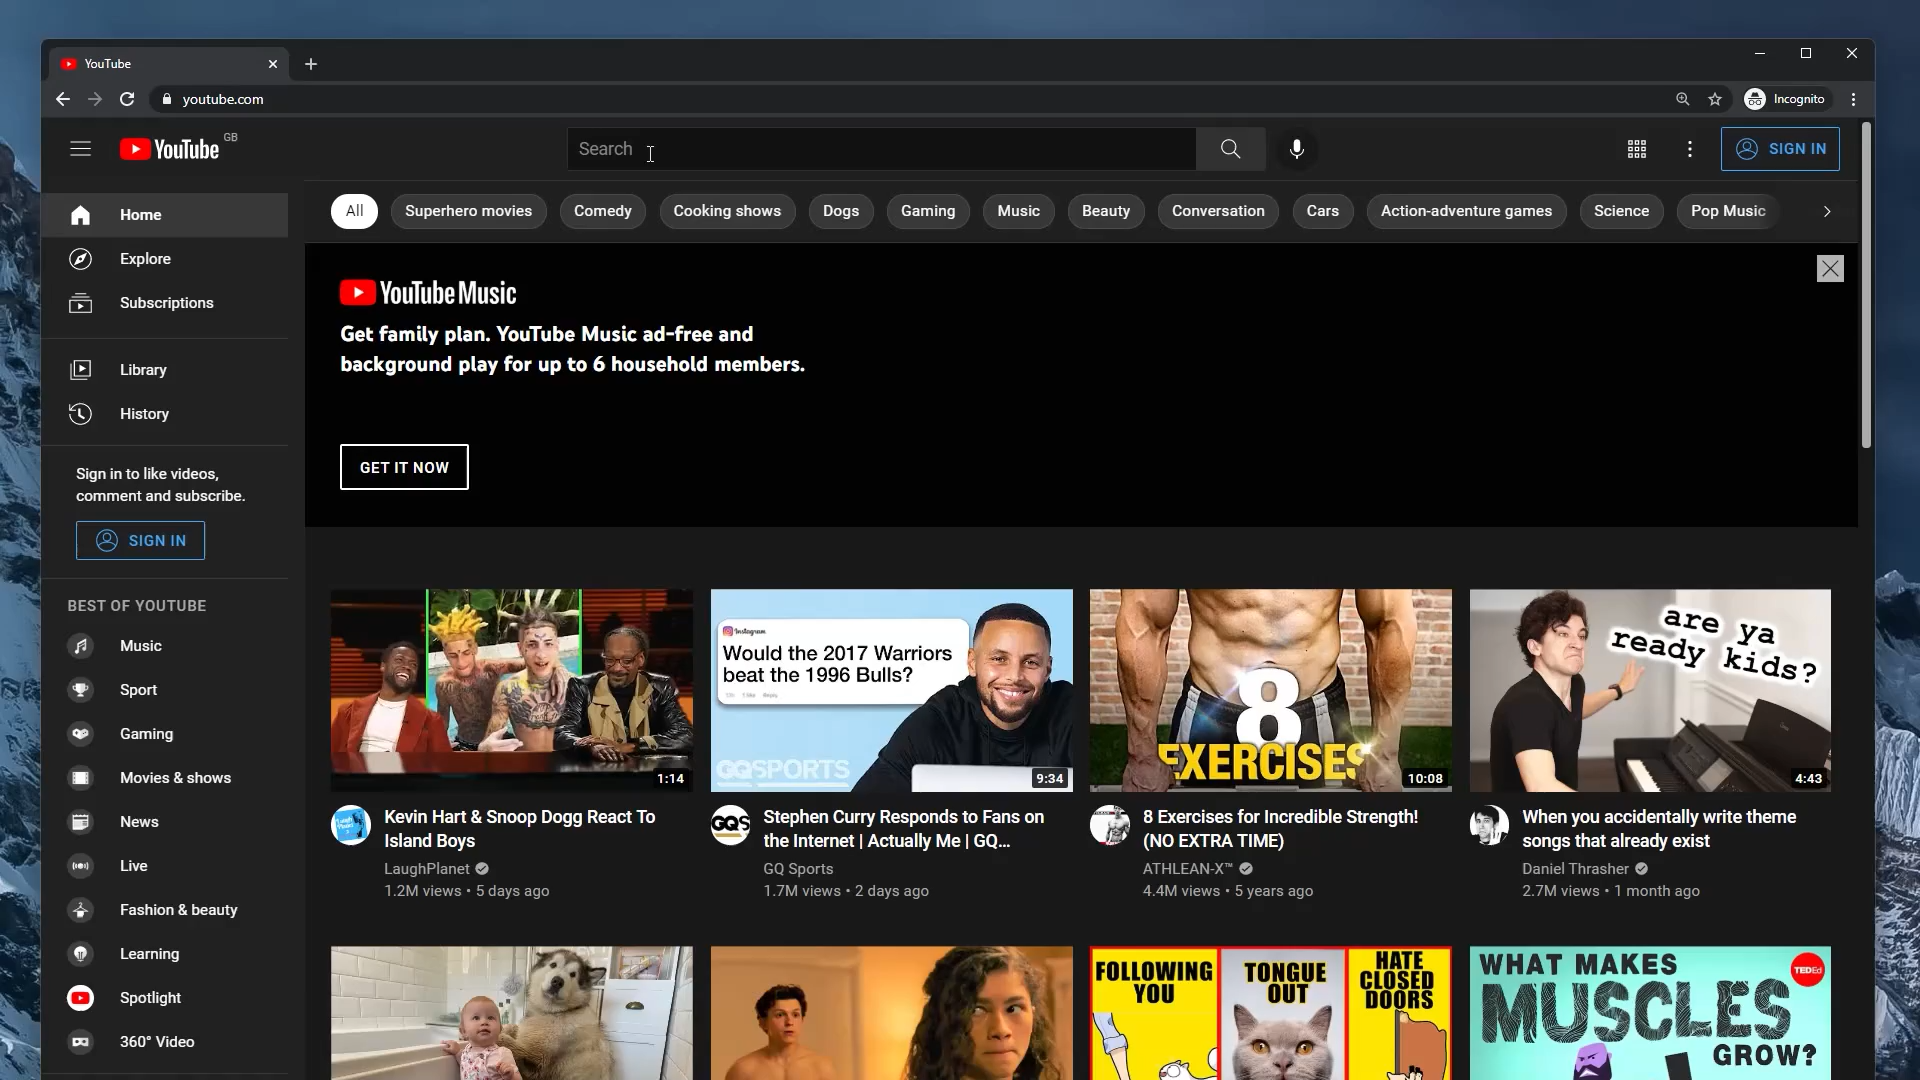 YouTube
youtube.com
Incognito
YouTube GB
Search
SIGN IN
All
Superhero movies
Comedy
Cooking shows
Dogs
Gaming
Music
Beauty
Conversation
Cars
Action-adventure games
Science
Pop Music
Home
Explore
Subscriptions
Library
History
Sign in to like videos,
comment and subscribe.
SIGN IN
BEST OF YOUTUBE
Music
Sport
Gaming
Movies & shows
News
Live
Fashion & beauty
Learning
Spotlight
360° Video
YouTube Music
Get family plan. YouTube Music ad-free and
background play for up to 6 household members.
GET IT NOW
1:14
Kevin Hart & Snoop Dogg React To
Island Boys
LaughPlanet
1.2M views • 5 days ago
Instagram
Would the 2017 Warriors
beat the 1996 Bulls?
GQSPORTS
9:34
GQS
Stephen Curry Responds to Fans on
the Internet | Actually Me | GQ...
GQ Sports
1.7M views • 2 days ago
8
EXERCISES
10:08
8 Exercises for Incredible Strength!
(NO EXTRA TIME)
ATHLEAN-X™
4.4M views • 5 years ago
are ya
ready kids?
4:43
When you accidentally write theme
songs that already exist
Daniel Thrasher
2.7M views • 1 month ago
FOLLOWING
YOU
TONGUE
OUT
HATE
CLOSED
DOORS
WHAT MAKES
MUSCLES
GROW?
TEDEd